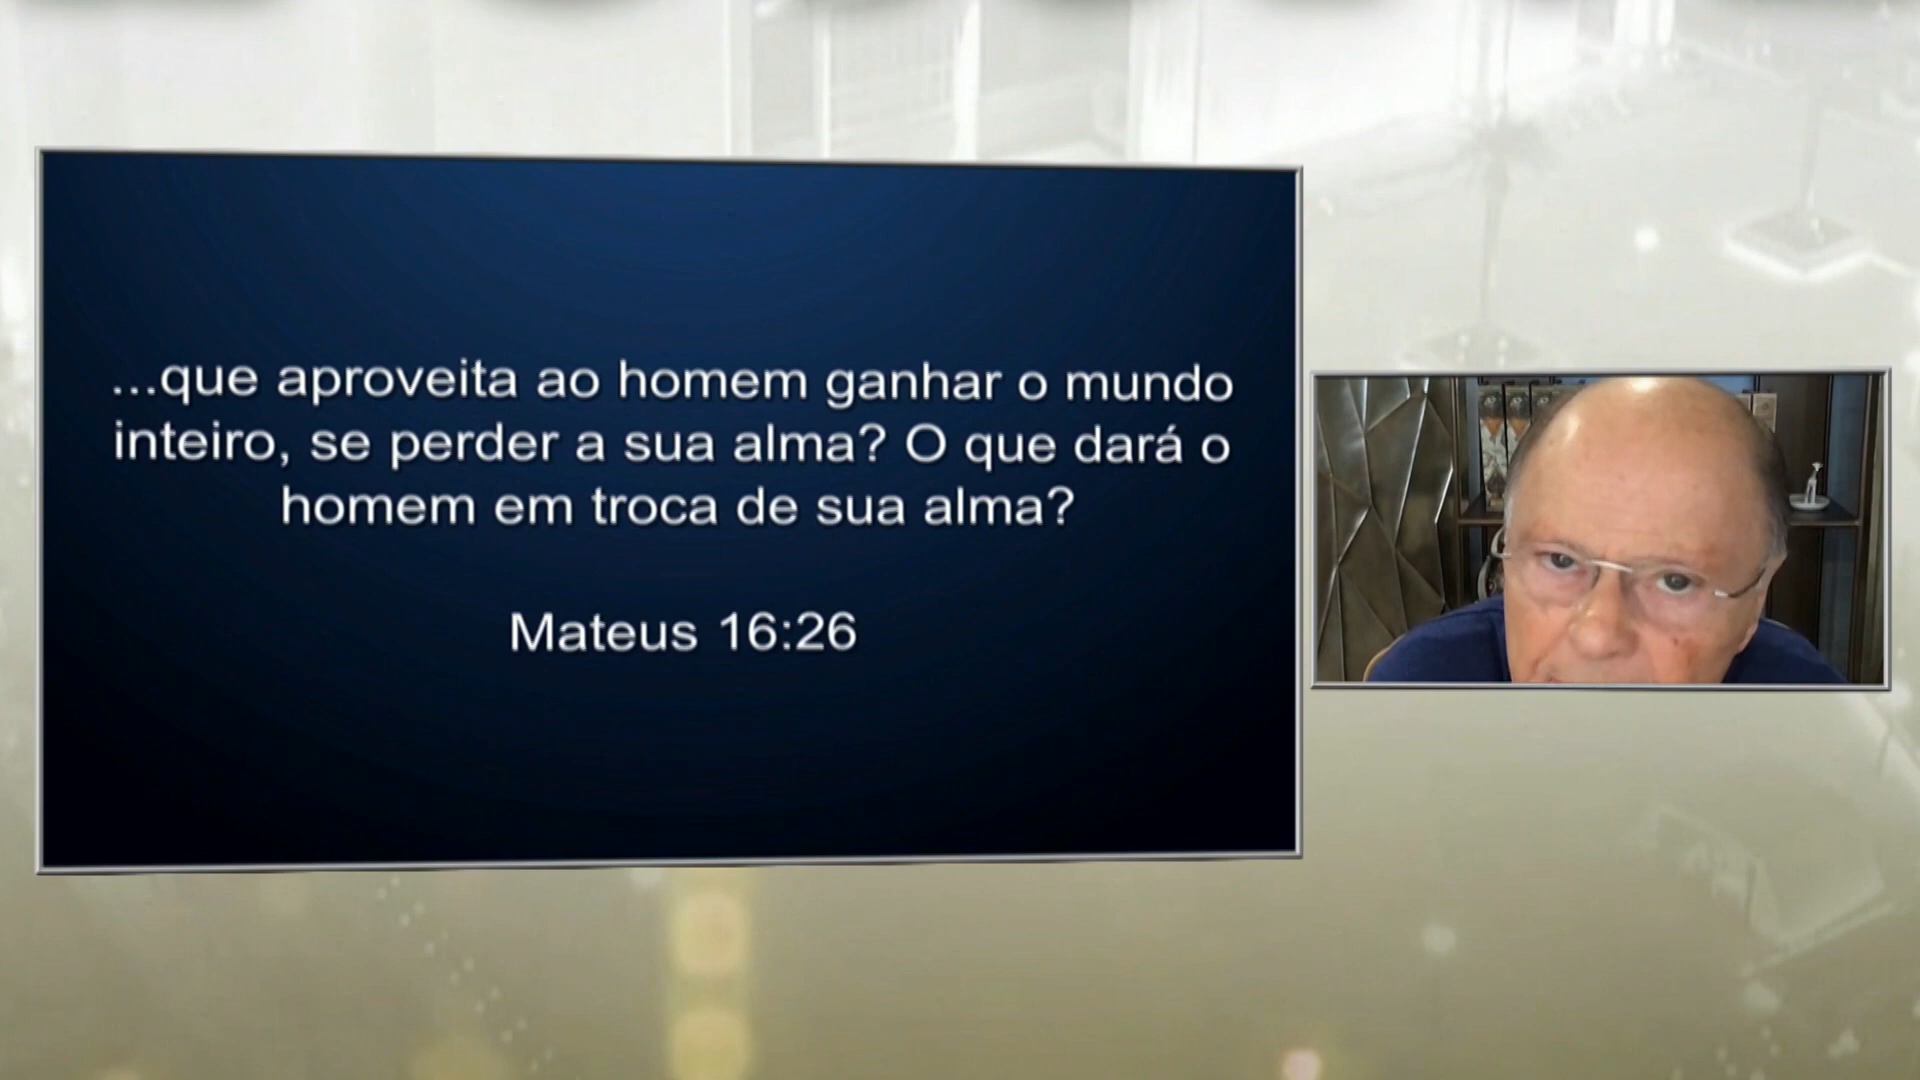 ...que aproveita ao homem ganhar o mundo
inteiro, se perder a sua alma? O que dará o
homem em troca de sua alma?
Mateus 16:26